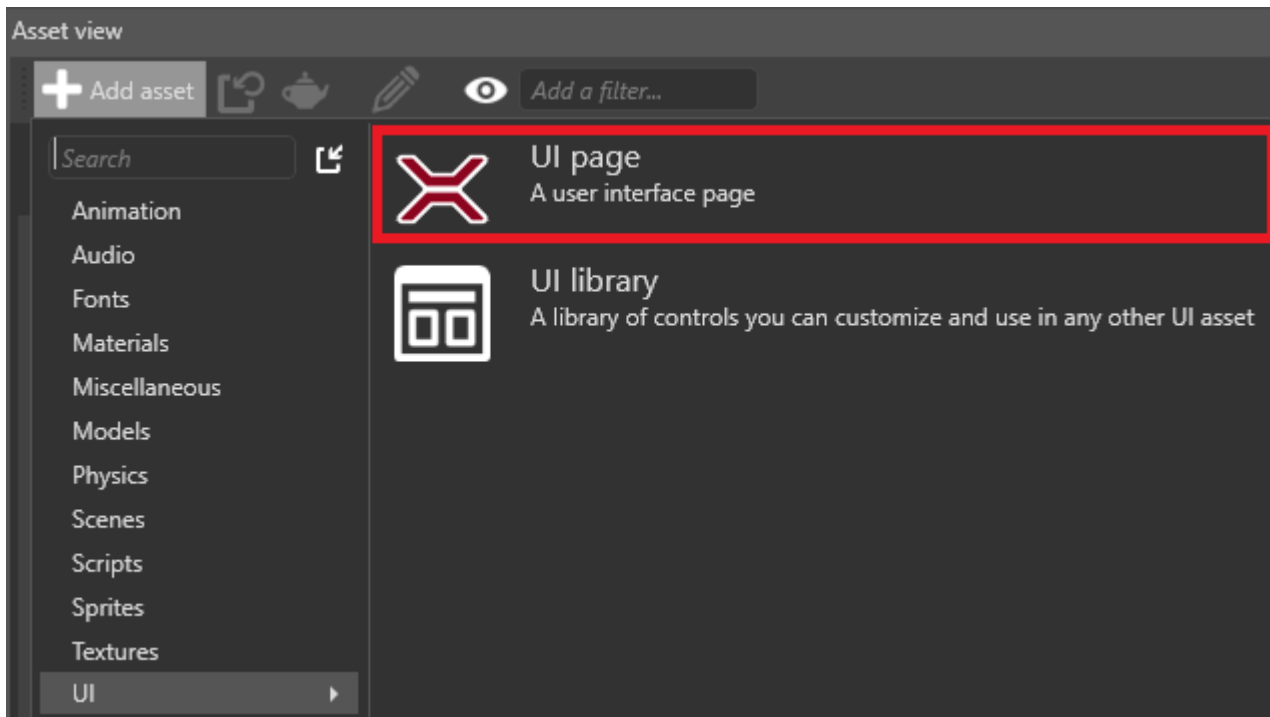 Asset view
Add asset
Add a filter...
Search
Animation
Audio
Fonts
Materials
Miscellaneous
Models
Physics
Scenes
Scripts
Sprites
Textures
UI
UI page
A user interface page
UI library
A library of controls you can customize and use in any other UI asset